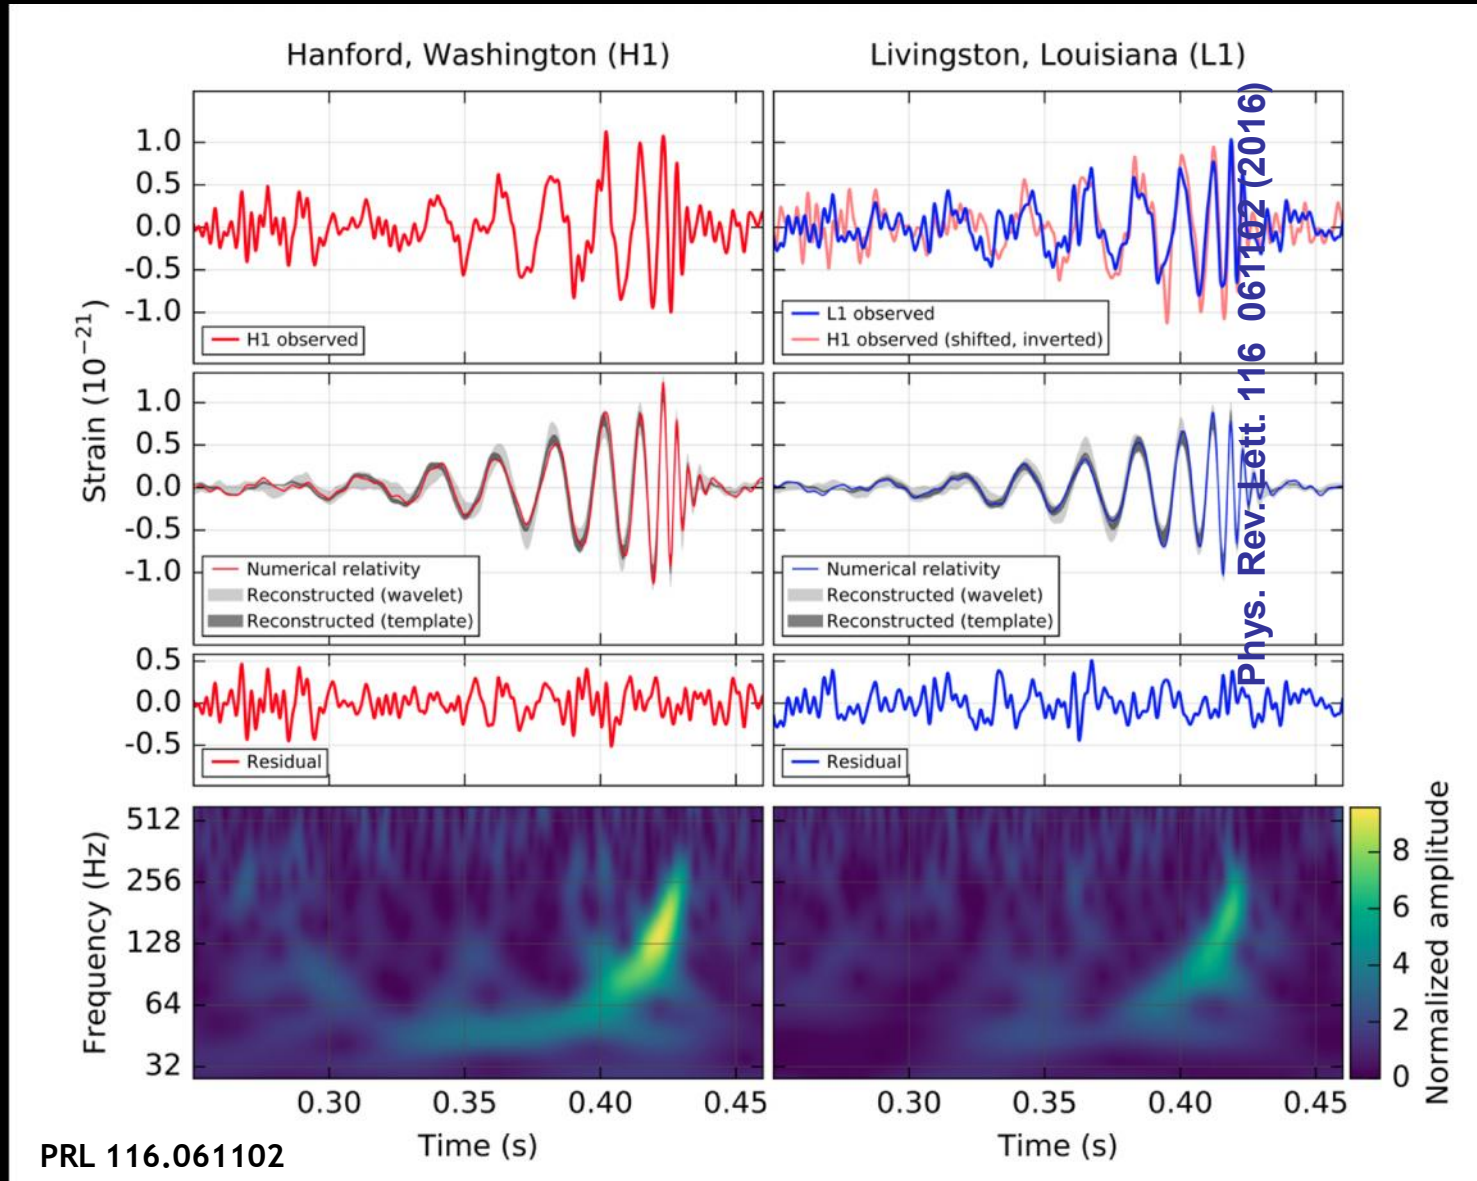 Hanford, Washington (H1)
Livingston, Louisiana (L1)
Strain (10−21)
1.0
0.5
0.0
-0.5
-1.0
H1 observed
L1 observed
H1 observed (shifted, inverted)
1.0
0.5
0.0
-0.5
-1.0
Numerical relativity
Reconstructed (wavelet)
Reconstructed (template)
Numerical relativity
Reconstructed (wavelet)
Reconstructed (template)
0.5
0.0
-0.5
Residual
Residual
Phys. Rev. Lett. 116 061102 (2016)
Frequency (Hz)
512
256
128
64
32
8
6
4
2
0
Normalized amplitude
0.30
0.35
0.40
0.45
0.30
0.35
0.40
0.45
Time (s)
Time (s)
PRL 116.061102